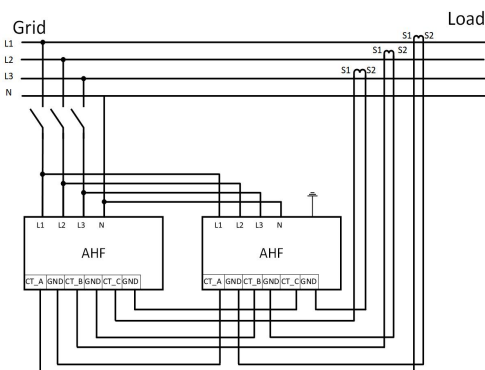 Grid
Load
S1 S2
L1
S1 S2
L2
S1 S2
L3
N
L1 L2 L3 N
L1 L2 L3 N
AHF
AHF
CT_A GND CT_B GND CT_C GND
CT_A GND CT_B GND CT_C GND